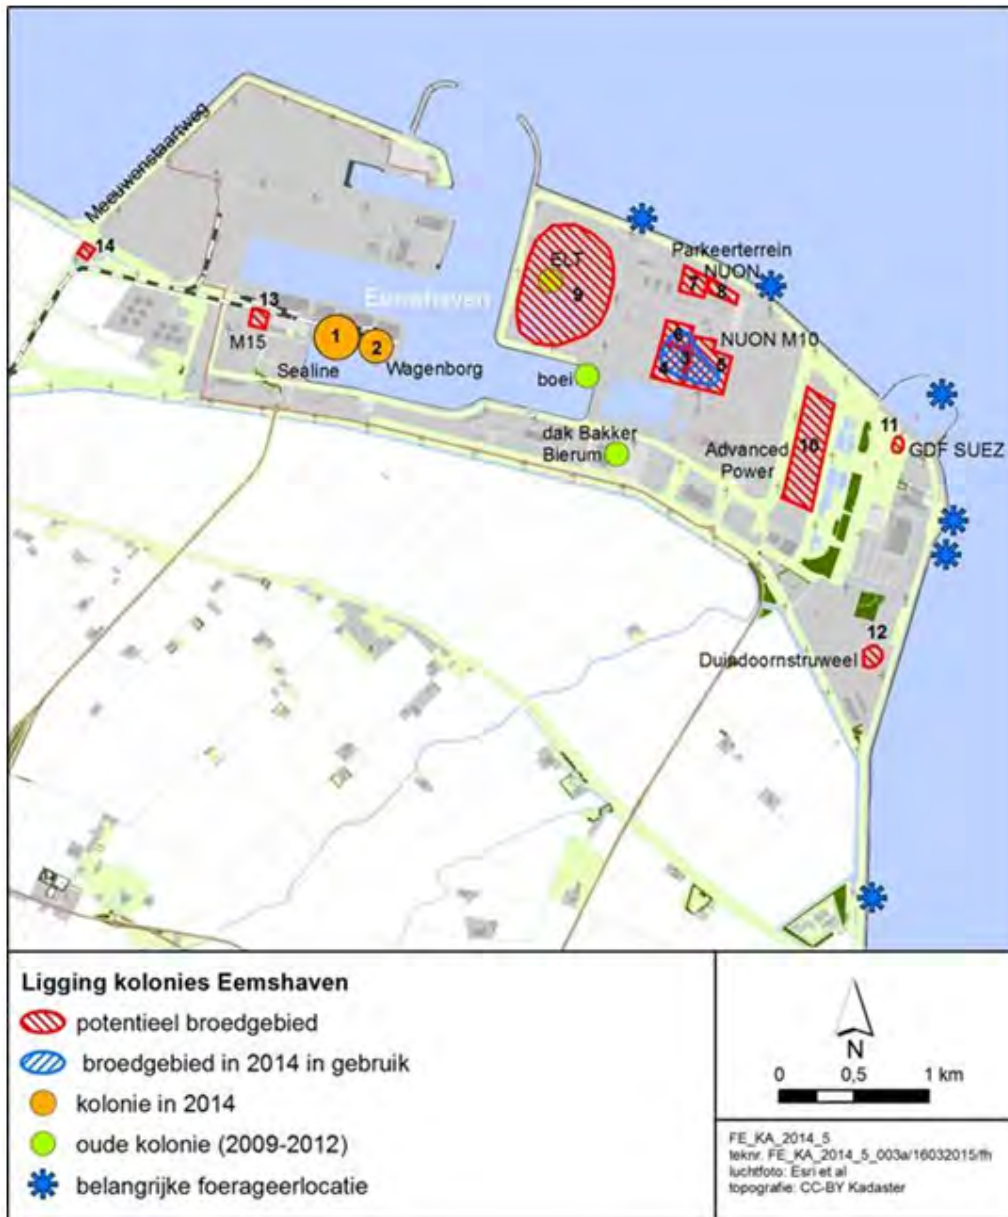 Meeuwenstaartweg
14
13
M15
1
2
Sealine
Wagenborg
Eemshaven
ELT
9
Parkeerterrein
NUON
7
8
6
NUON M10
4
3
5
boei
dak Bakker
Bierum
Advanced
Power
10
11
GDF SUEZ
12
Duindoornstruweel
Ligging kolonies Eemshaven
potentieel broedgebied
broedgebied in 2014 in gebruik
kolonie in 2014
oude kolonie (2009-2012)
belangrijke foerageerlocatie
N
0 0,5 1 km
FE_KA_2014_5
teknr. FE_KA_2014_5_003a/16032015/fh
luchtfoto: Esri et al
topografie: CC-BY Kadaster